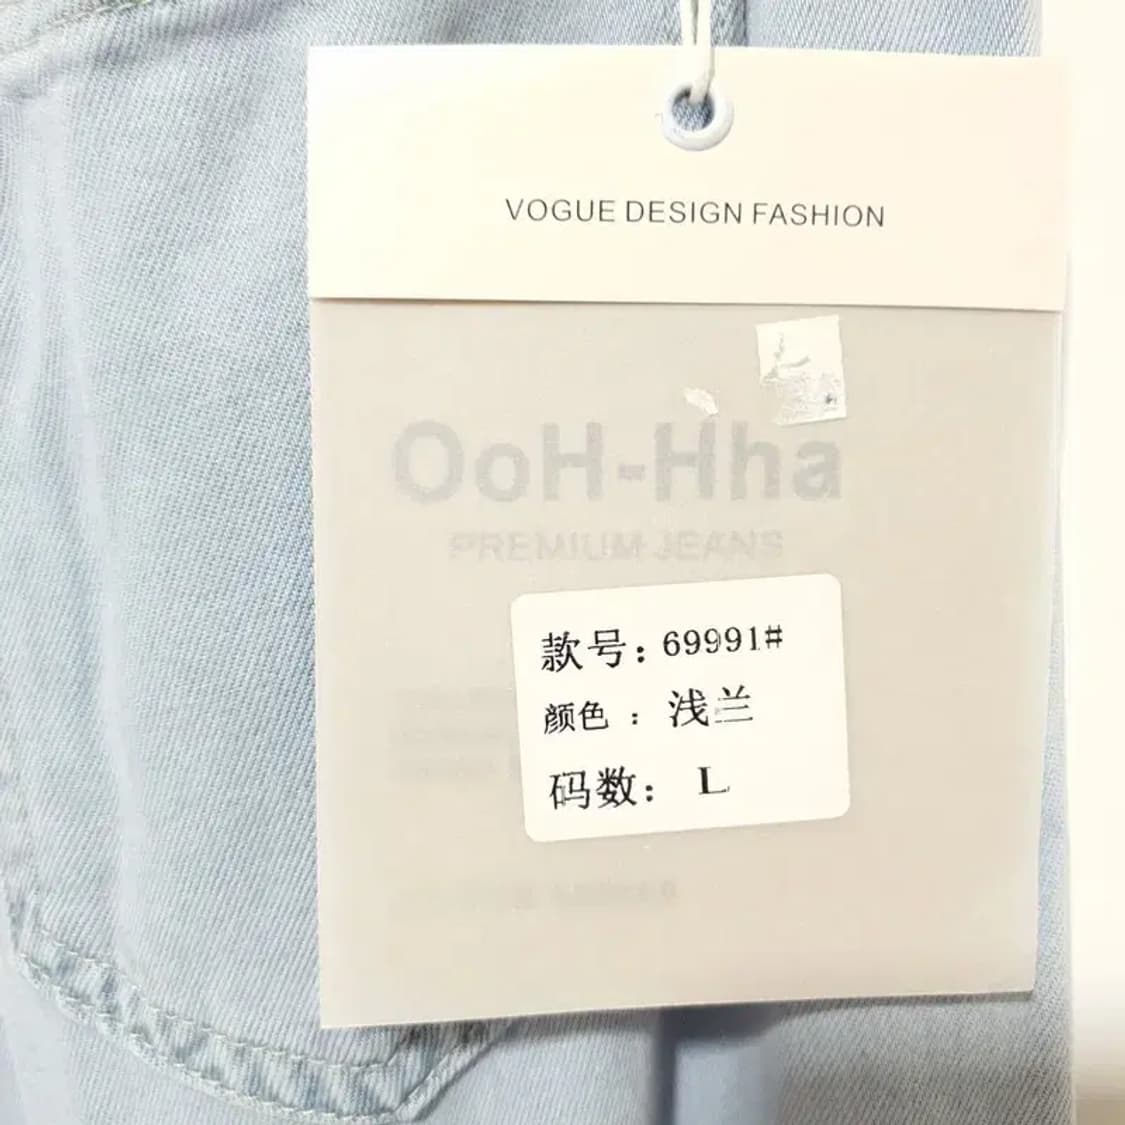 VOGUE DESIGN FASHION
OoH-Hha
PREMIUM JEANS
款号: 69991#
颜色 : 浅兰
码数: L